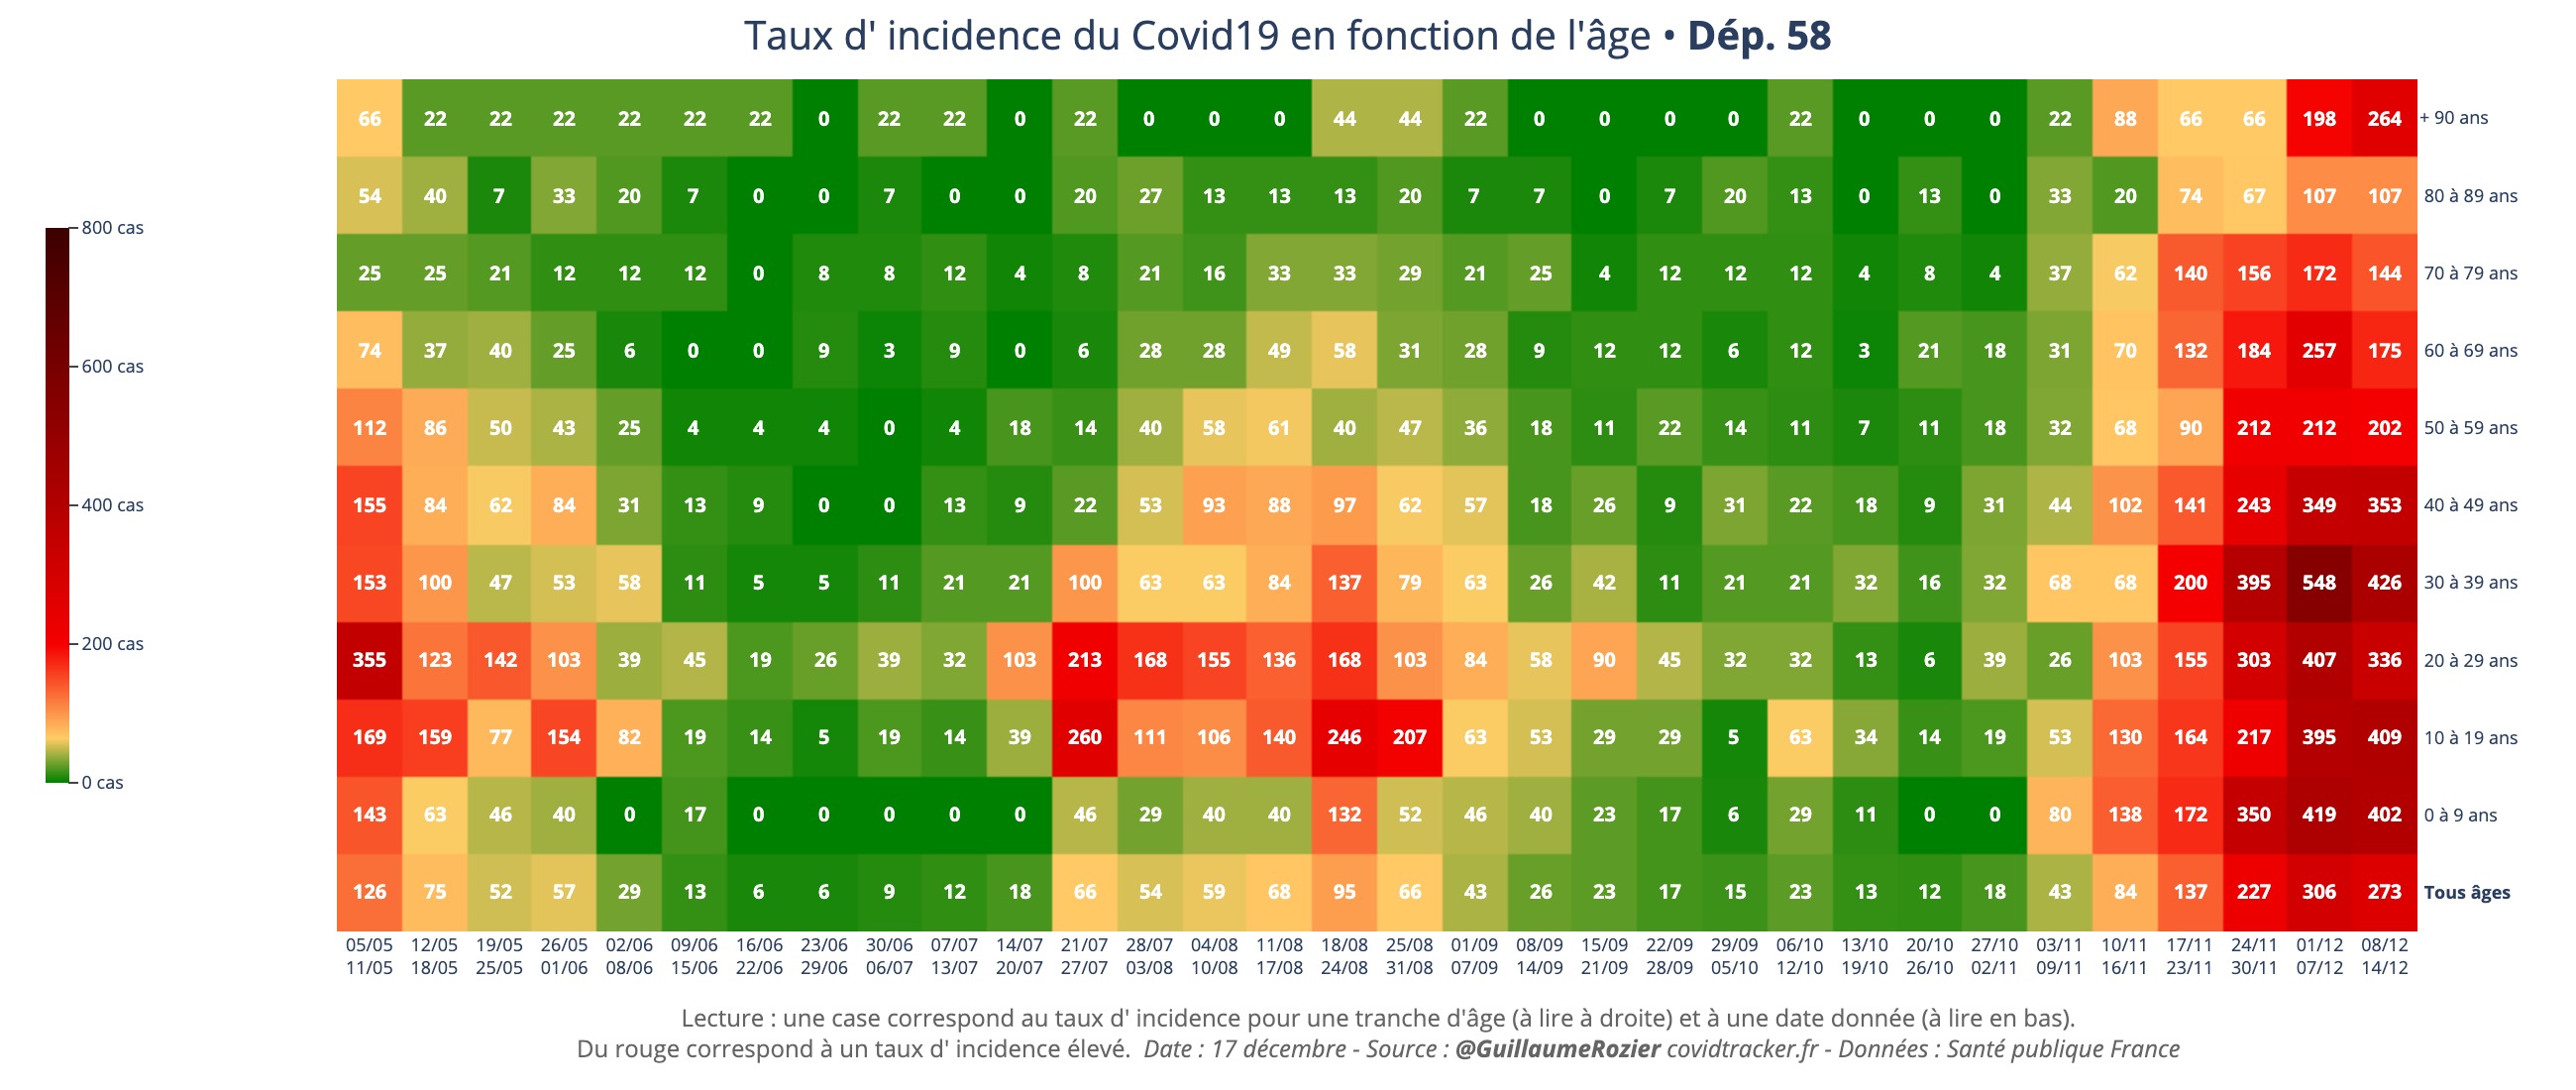 Taux d' incidence du Covid19 en fonction de l'âge • Dép. 58
800 cas
600 cas
400 cas
200 cas
0 cas
66 22 22 22 22 22 22 0 22 22 0 22 0 0 0 44 44 22 0 0 0 0 22 0 0 0 22 88 66 66 198 264 + 90 ans
54 40 7 33 20 7 0 0 7 0 0 20 27 13 13 13 20 7 7 0 7 20 13 0 13 0 33 20 74 67 107 107 80 à 89 ans
25 25 21 12 12 12 0 8 8 12 4 8 21 16 33 33 29 21 25 4 12 12 12 4 8 4 37 62 140 156 172 144 70 à 79 ans
74 37 40 25 6 0 0 9 3 9 0 6 28 28 49 58 31 28 9 12 12 6 12 3 21 18 31 70 132 184 257 175 60 à 69 ans
112 86 50 43 25 4 4 4 0 4 18 14 40 58 61 40 47 36 18 11 22 14 11 7 11 18 32 68 90 212 212 202 50 à 59 ans
155 84 62 84 31 13 9 0 0 13 9 22 53 93 88 97 62 57 18 26 9 31 22 18 9 31 44 102 141 243 349 353 40 à 49 ans
153 100 47 53 58 11 5 5 11 21 21 100 63 63 84 137 79 63 26 42 11 21 21 32 16 32 68 68 200 395 548 426 30 à 39 ans
355 123 142 103 39 45 19 26 39 32 103 213 168 155 136 168 103 84 58 90 45 32 32 13 6 39 26 103 155 303 407 336 20 à 29 ans
169 159 77 154 82 19 14 5 19 14 39 260 111 106 140 246 207 63 53 29 29 5 63 34 14 19 53 130 164 217 395 409 10 à 19 ans
143 63 46 40 0 17 0 0 0 0 0 46 29 40 40 132 52 46 40 23 17 6 29 11 0 0 80 138 172 350 419 402 0 à 9 ans
126 75 52 57 29 13 6 6 9 12 18 66 54 59 68 95 66 43 26 23 17 15 23 13 12 18 43 84 137 227 306 273 Tous âges
05/05 12/05 19/05 26/05 02/06 09/06 16/06 23/06 30/06 07/07 14/07 21/07 28/07 04/08 11/08 18/08 25/08 01/09 08/09 15/09 22/09 29/09 06/10 13/10 20/10 27/10 03/11 10/11 17/11 24/11 01/12 08/12
11/05 18/05 25/05 01/06 08/06 15/06 22/06 29/06 06/07 13/07 20/07 27/07 03/08 10/08 17/08 24/08 31/08 07/09 14/09 21/09 28/09 05/10 12/10 19/10 26/10 02/11 09/11 16/11 23/11 30/11 07/12 14/12
Lecture : une case correspond au taux d' incidence pour une tranche d'âge (à lire à droite) et à une date donnée (à lire en bas).
Du rouge correspond à un taux d' incidence élevé. Date : 17 décembre - Source : @GuillaumeRozier covidtracker.fr - Données : Santé publique France